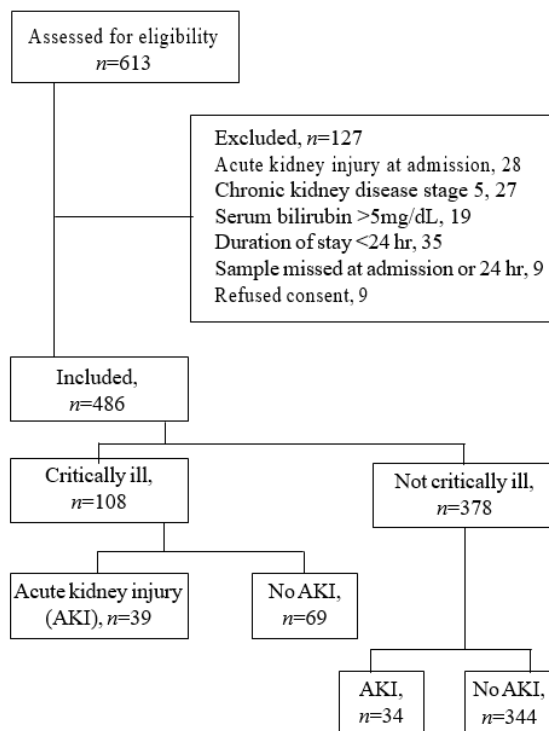 Assessed for eligibility
n=613
Excluded, n=127
Acute kidney injury at admission, 28
Chronic kidney disease stage 5, 27
Serum bilirubin >5mg/dL, 19
Duration of stay <24 hr, 35
Sample missed at admission or 24 hr, 9
Refused consent, 9
Included,
n=486
Critically ill,
n=108
Not critically ill,
n=378
Acute kidney injury
(AKI), n=39
No AKI,
n=69
AKI,
n=34
No AKI,
n=344